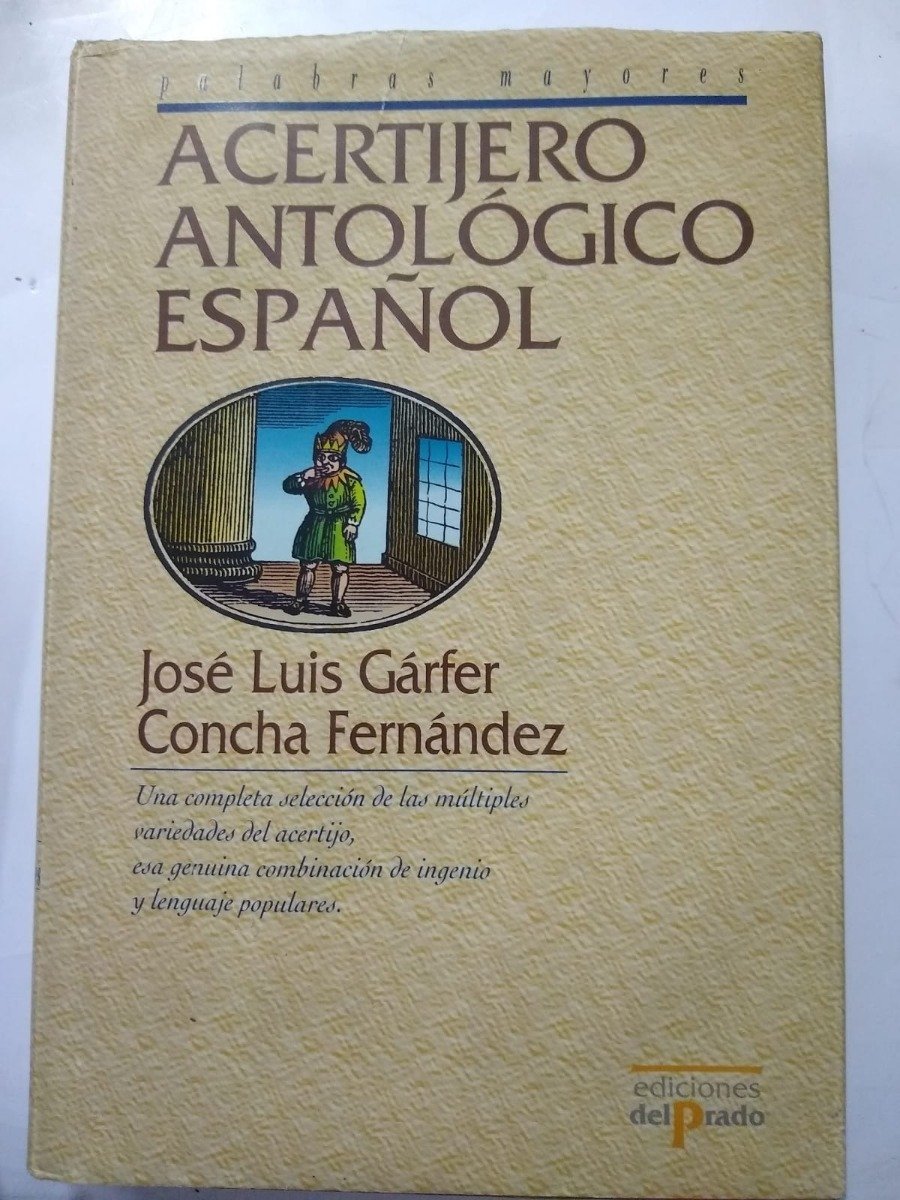 palabras mayores
ACERTIJERO
ANTOLÓGICO
ESPAÑOL
José Luis Gárfer
Concha Fernández
Una completa selección de las múltiples
variedades del acertijo,
esa genuina combinación de ingenio
y lenguaje populares.
ediciones
delPrado